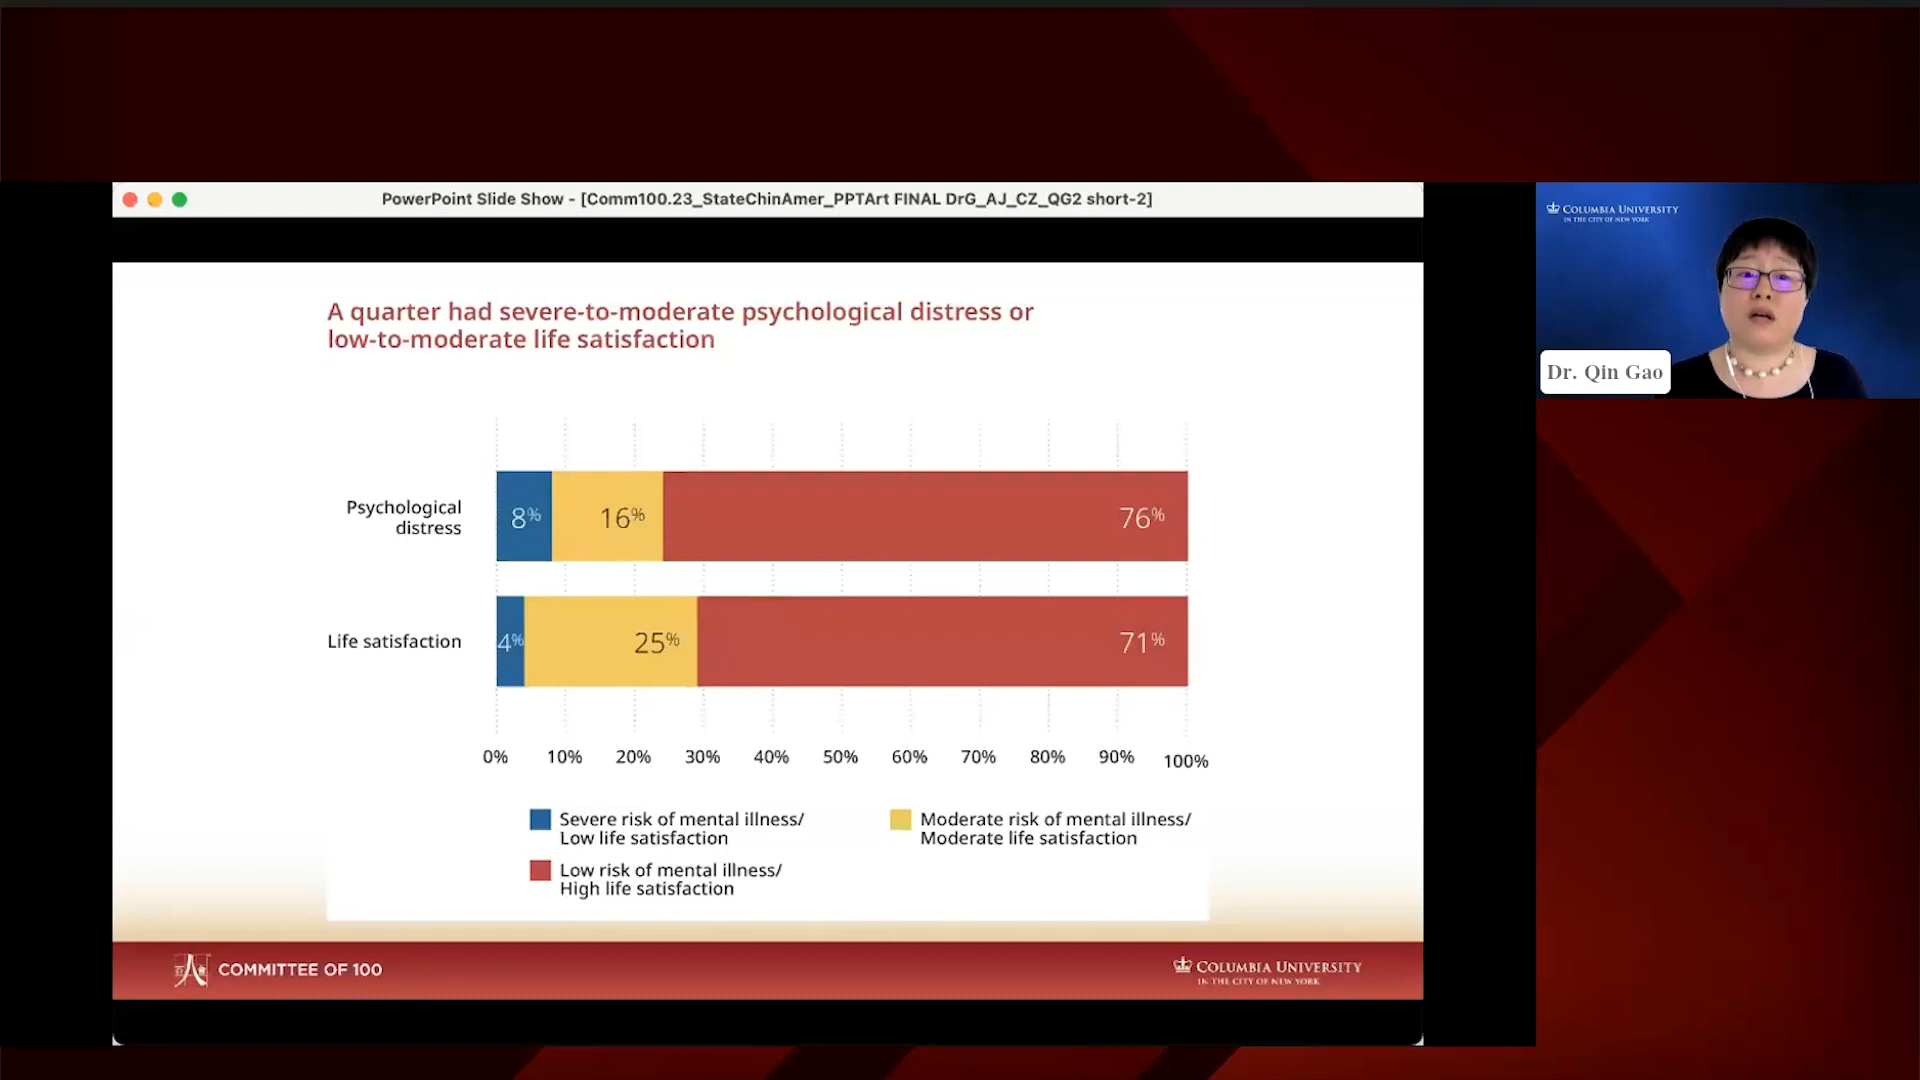 PowerPoint Slide Show - [Comm100.23_StateChinAmer_PPTArt FINAL DrG_AJ_CZ_QG2 short-2]
COLUMBIA UNIVERSITY
IN THE CITY OF NEW YORK
Dr. Qin Gao
A quarter had severe-to-moderate psychological distress or
low-to-moderate life satisfaction
Psychological
distress
8% 16% 76%
Life satisfaction
4% 25% 71%
0% 10% 20% 30% 40% 50% 60% 70% 80% 90% 100%
Severe risk of mental illness/
Low life satisfaction
Moderate risk of mental illness/
Moderate life satisfaction
Low risk of mental illness/
High life satisfaction
COMMITTEE OF 100
COLUMBIA UNIVERSITY
IN THE CITY OF NEW YORK